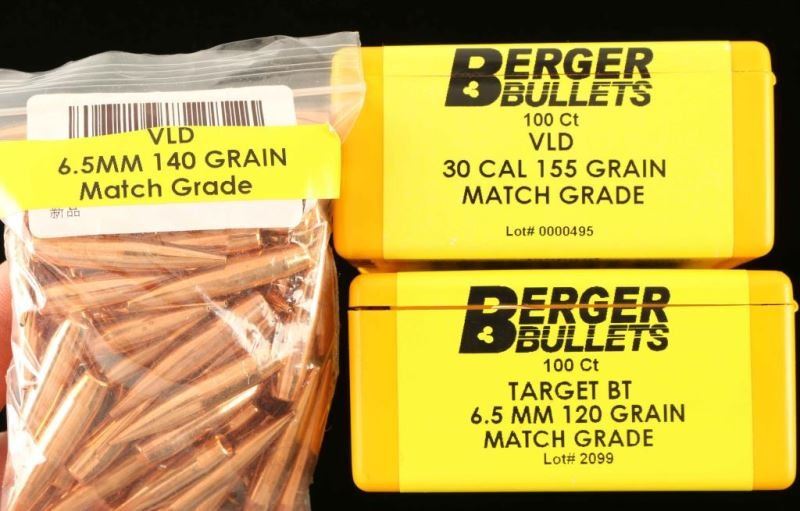 VLD
6.5MM 140 GRAIN
Match Grade
新品
BERGER
BULLETS
100 Ct
VLD
30 CAL 155 GRAIN
MATCH GRADE
Lot# 0000495
BERGER
BULLETS
100 Ct
TARGET BT
6.5 MM 120 GRAIN
MATCH GRADE
Lot# 2099